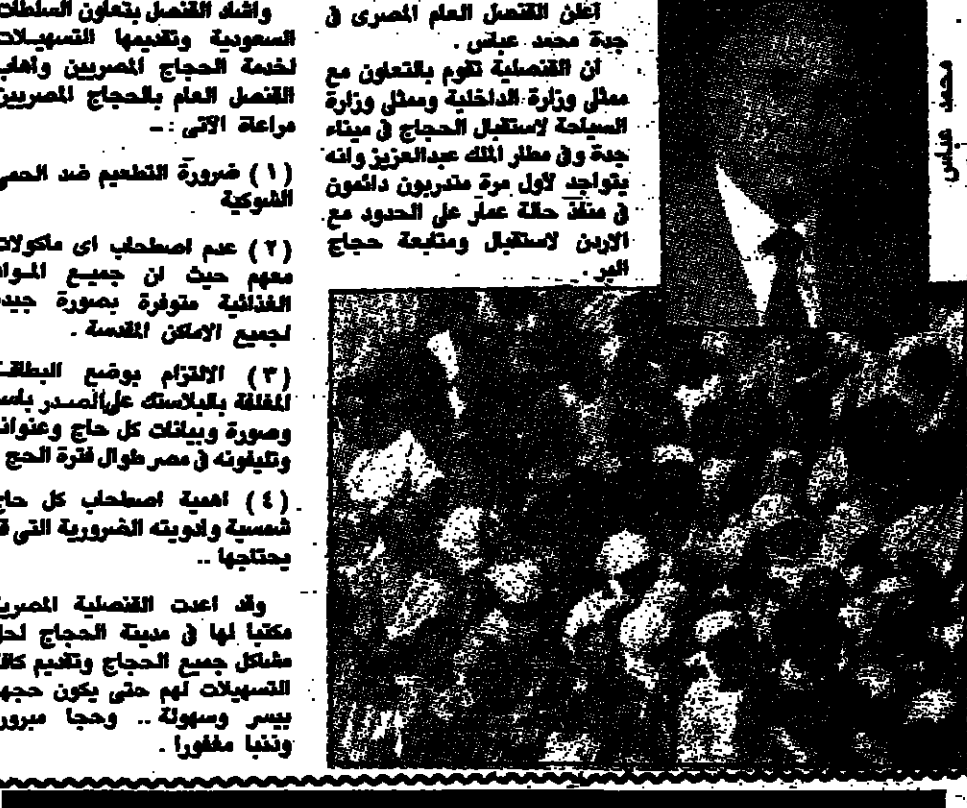 أعلن القنصل العام المصرى فى
جدة محمد عباس .
أن القنصلية تقوم بالتعاون مع
ممثلى وزارة الداخلية وممثلى وزارة
السياحة لاستقبال الحجاج فى ميناء
جدة وفى مطار الملك عبدالعزيز وانه
يتواجد لأول مرة مندوبون دائمون
فى منفذ حالة عمار على الحدود مع
الاردن لاستقبال ومتابعة حجاج
البر .
محمد عباس
واشاد القنصل بتعاون السلطات
السعودية وتقديمها التسهيلات
لخدمة الحجاج المصريين وأهاب
القنصل العام بالحجاج المصريين
مراعاة الآتى : ــ
( ١ ) ضرورة التطعيم ضد الحمى
الشوكية
( ٢ ) عدم اصطحاب اى ماكولات
معهم حيث ان جميع المواد
الغذائية متوفرة بصورة جيدة
لجميع الاماكن المقدسة .
( ٣ ) الالتزام بوضع البطاقة
المغلفة بالبلاستك على الصدر باسم
وصورة وبيانات كل حاج وعنوانه
وتليفونه فى مصر طوال فترة الحج
( ٤ ) اهمية اصطحاب كل حاج
شمسية وادويته الضرورية التى قد
يحتاجها ..
وقد اعدت القنصلية المصرية
مكتبا لها فى مدينة الحجاج لحل
مشاكل جميع الحجاج وتقديم كافة
التسهيلات لهم حتى يكون حجهم
بيسر وسهولة .. وحجا مبرورا
وذنبا مغفورا .